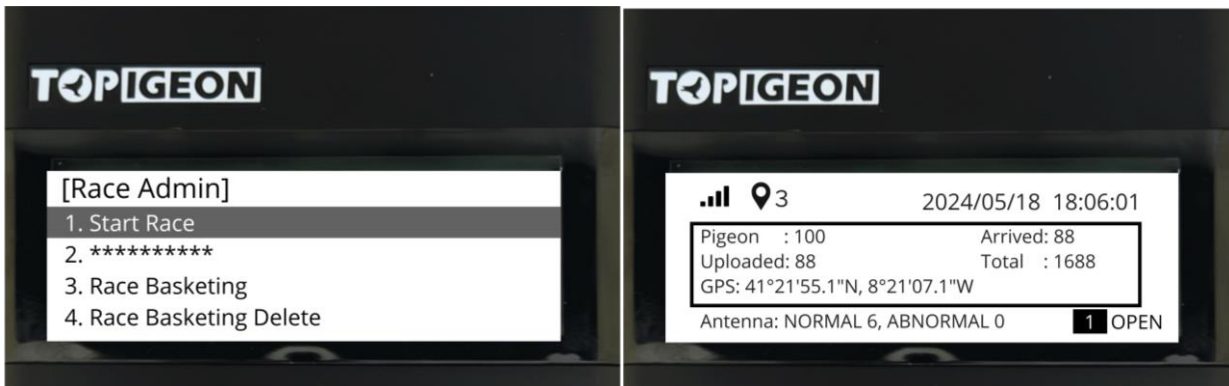 TOPIGEON
[Race Admin]
1. Start Race
2. **********
3. Race Basketing
4. Race Basketing Delete
TOPIGEON
3 2024/05/18 18:06:01
Pigeon : 100 Arrived: 88
Uploaded: 88 Total : 1688
GPS: 41°21'55.1"N, 8°21'07.1"W
Antenna: NORMAL 6, ABNORMAL 0 1 OPEN